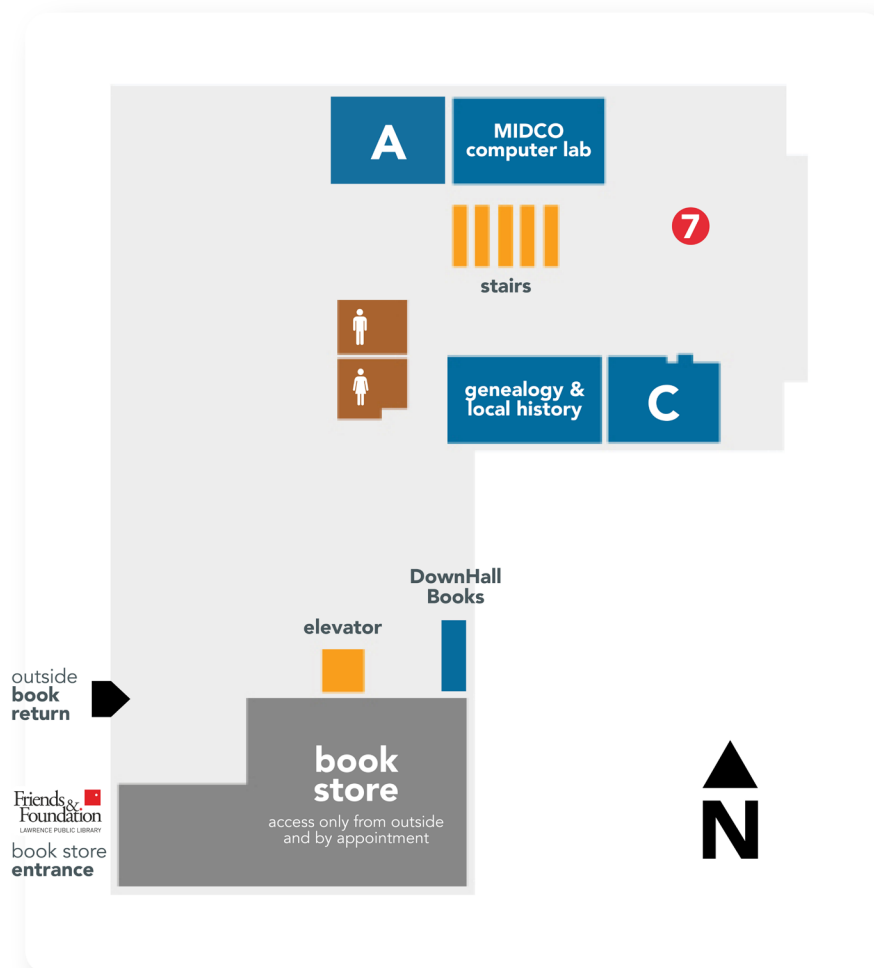 A
MIDCO
computer lab
7
stairs
genealogy &
local history
C
DownHall
Books
elevator
outside
book
return
book
store
access only from outside
and by appointment
Friends &
Foundation
LAWRENCE PUBLIC LIBRARY
book store
entrance
N